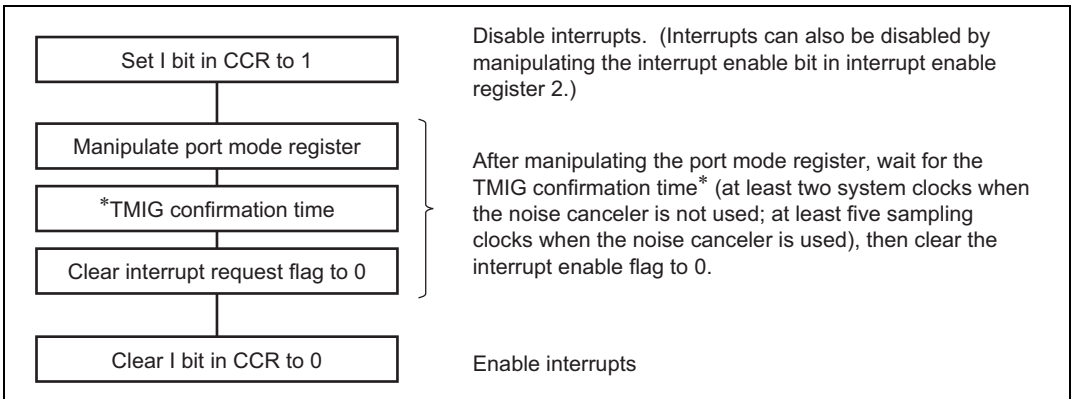 Set I bit in CCR to 1
Disable interrupts. (Interrupts can also be disabled by
manipulating the interrupt enable bit in interrupt enable
register 2.)
Manipulate port mode register
*TMIG confirmation time
Clear interrupt request flag to 0
After manipulating the port mode register, wait for the
TMIG confirmation time* (at least two system clocks when
the noise canceler is not used; at least five sampling
clocks when the noise canceler is used), then clear the
interrupt enable flag to 0.
Clear I bit in CCR to 0
Enable interrupts